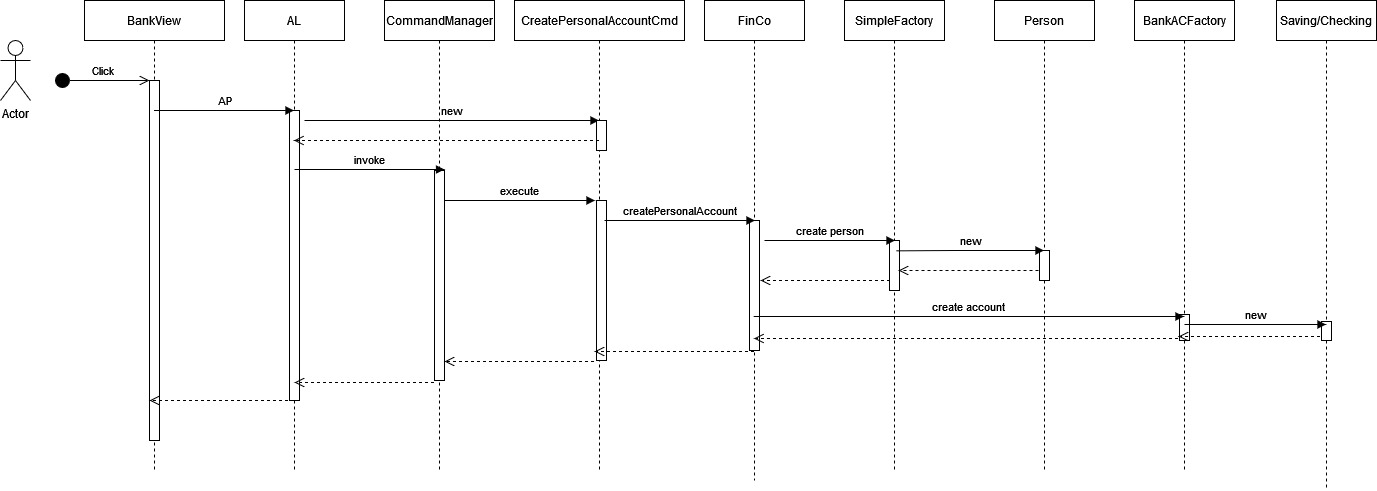 BankView
AL
CommandManager
CreatePersonalAccountCmd
FinCo
SimpleFactory
Person
BankACFactory
Saving/Checking
Actor
Click
AP
new
invoke
execute
createPersonalAccount
create person
new
create account
new